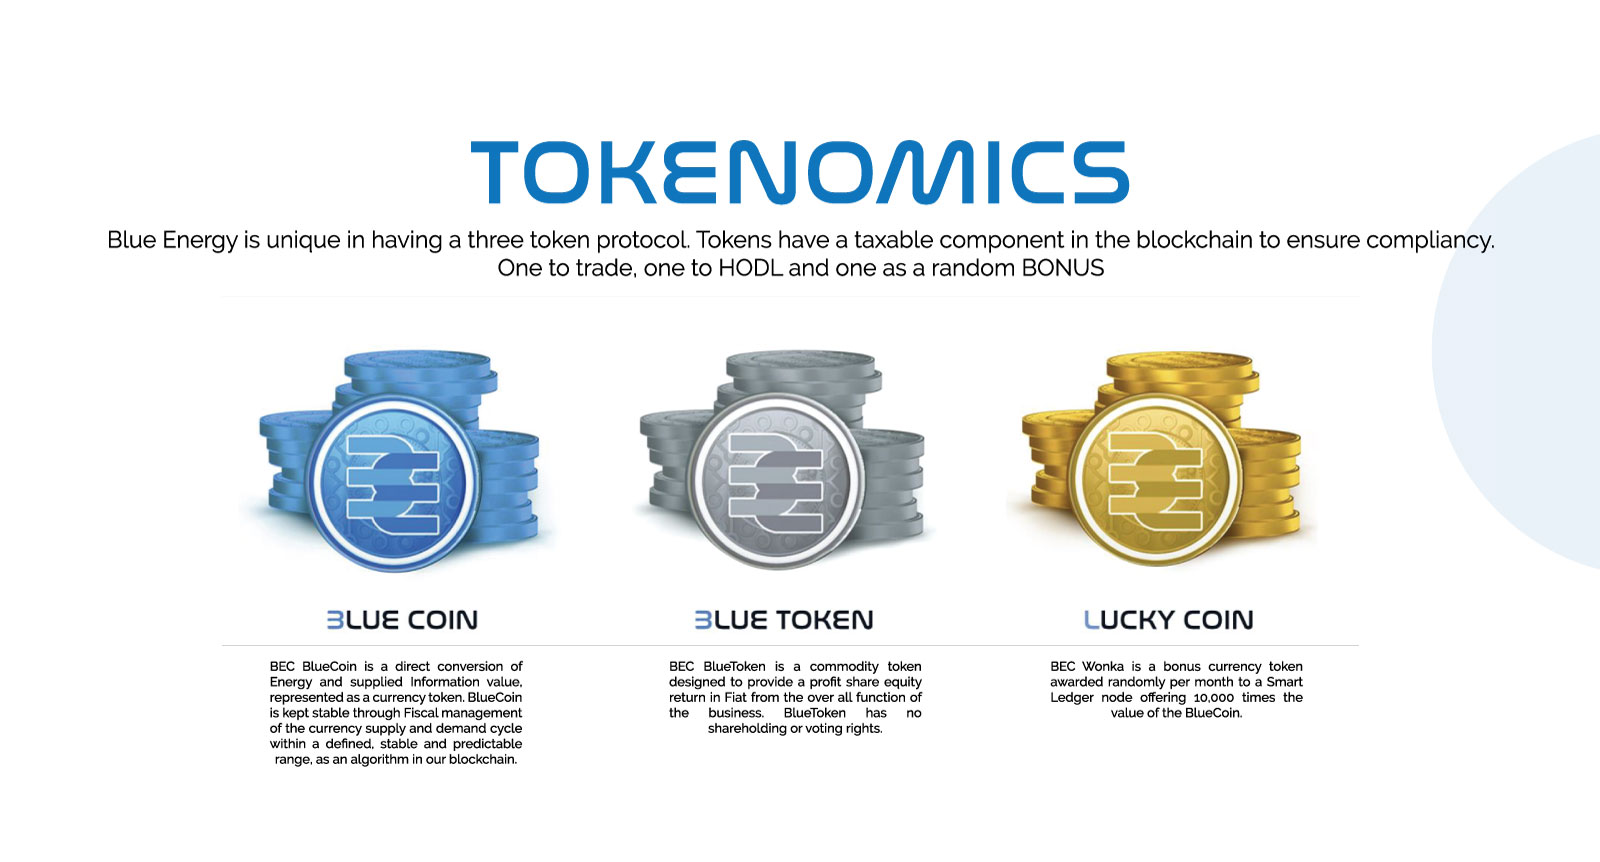 TOKENOMICS
Blue Energy is unique in having a three token protocol. Tokens have a taxable component in the blockchain to ensure compliancy.
One to trade, one to HODL and one as a random BONUS
BLUE COIN
BEC BlueCoin is a direct conversion of
Energy and supplied Information value,
represented as a currency token. BlueCoin
is kept stable through Fiscal management
of the currency supply and demand cycle
within a defined, stable and predictable
range, as an algorithm in our blockchain.
BLUE TOKEN
BEC BlueToken is a commodity token
designed to provide a profit share equity
return in Fiat from the over all function of
the business. BlueToken has no
shareholding or voting rights.
LUCKY COIN
BEC Wonka is a bonus currency token
awarded randomly per month to a Smart
Ledger node offering 10,000 times the
value of the BlueCoin.